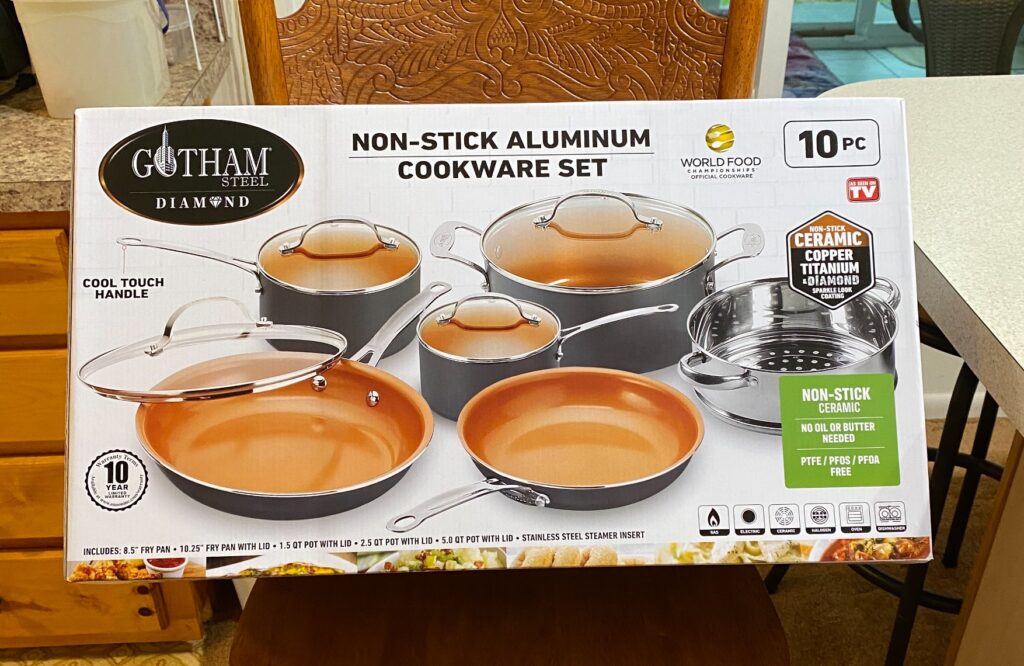 GOTHAM
STEEL
DIAMOND
NON-STICK ALUMINUM
COOKWARE SET
WORLD FOOD
CHAMPIONSHIPS
OFFICIAL COOKWARE
10 PC
AS SEEN ON
TV
COOL TOUCH
HANDLE
NON-STICK
CERAMIC
COPPER
TITANIUM
& DIAMOND
SPARKLE LOOK
COATING
NON-STICK
CERAMIC
NO OIL OR BUTTER
NEEDED
PTFE / PFOS / PFOA
FREE
Warranty Terms
10
YEAR
LIMITED
WARRANTY
GAS
ELECTRIC
CERAMIC
HALOGEN
OVEN
DISHWASHER
INCLUDES: 8.5" FRY PAN • 10.25" FRY PAN WITH LID • 1.5 QT POT WITH LID • 2.5 QT POT WITH LID • 5.0 QT POT WITH LID • STAINLESS STEEL STEAMER INSERT